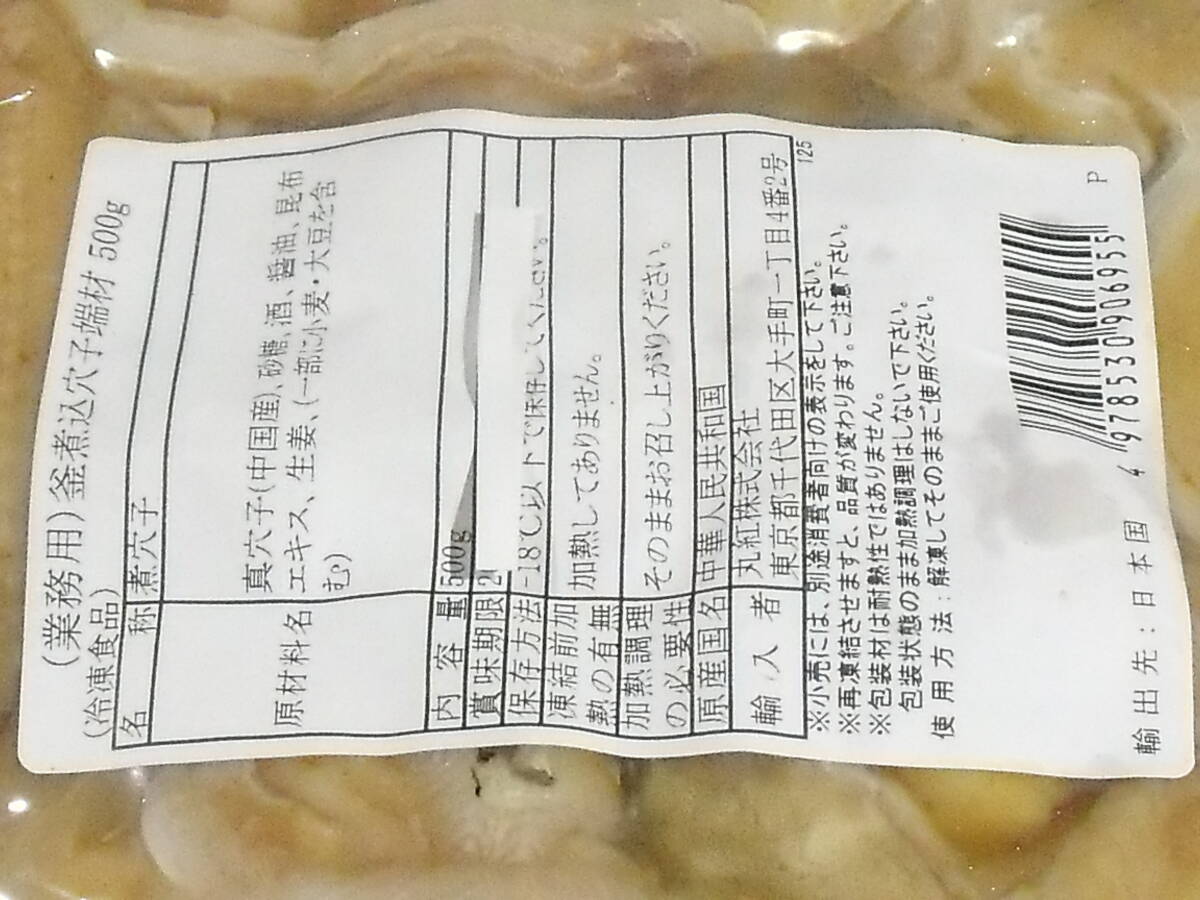 (業務用)釜煮込穴子端材 500g
(冷凍食品)
名 称 煮穴子
原材料名 真穴子(中国産)、砂糖、酒、醤油、昆布
エキス、生姜、(一部に小麦・大豆を含
む)
内 容 量 500g
賞味期限 2
保存方法 -18℃以下で保存してください。
凍結前加熱の有無 加熱してありません。
加熱調理の必要性 そのままお召し上がりください。
原産国名 中華人民共和国
輸 入 者 丸紅株式会社
東京都千代田区大手町一丁目4番2号
125
※小売には、別途消費者向けの表示をして下さい。
※再凍結させますと、品質が変わります。ご注意下さい。
※包装材は耐熱性ではありません。
包装状態のまま加熱調理はしないで下さい。
使用方法:解凍してそのままご使用ください。
4 978530 906955
輸出先:日本国 P